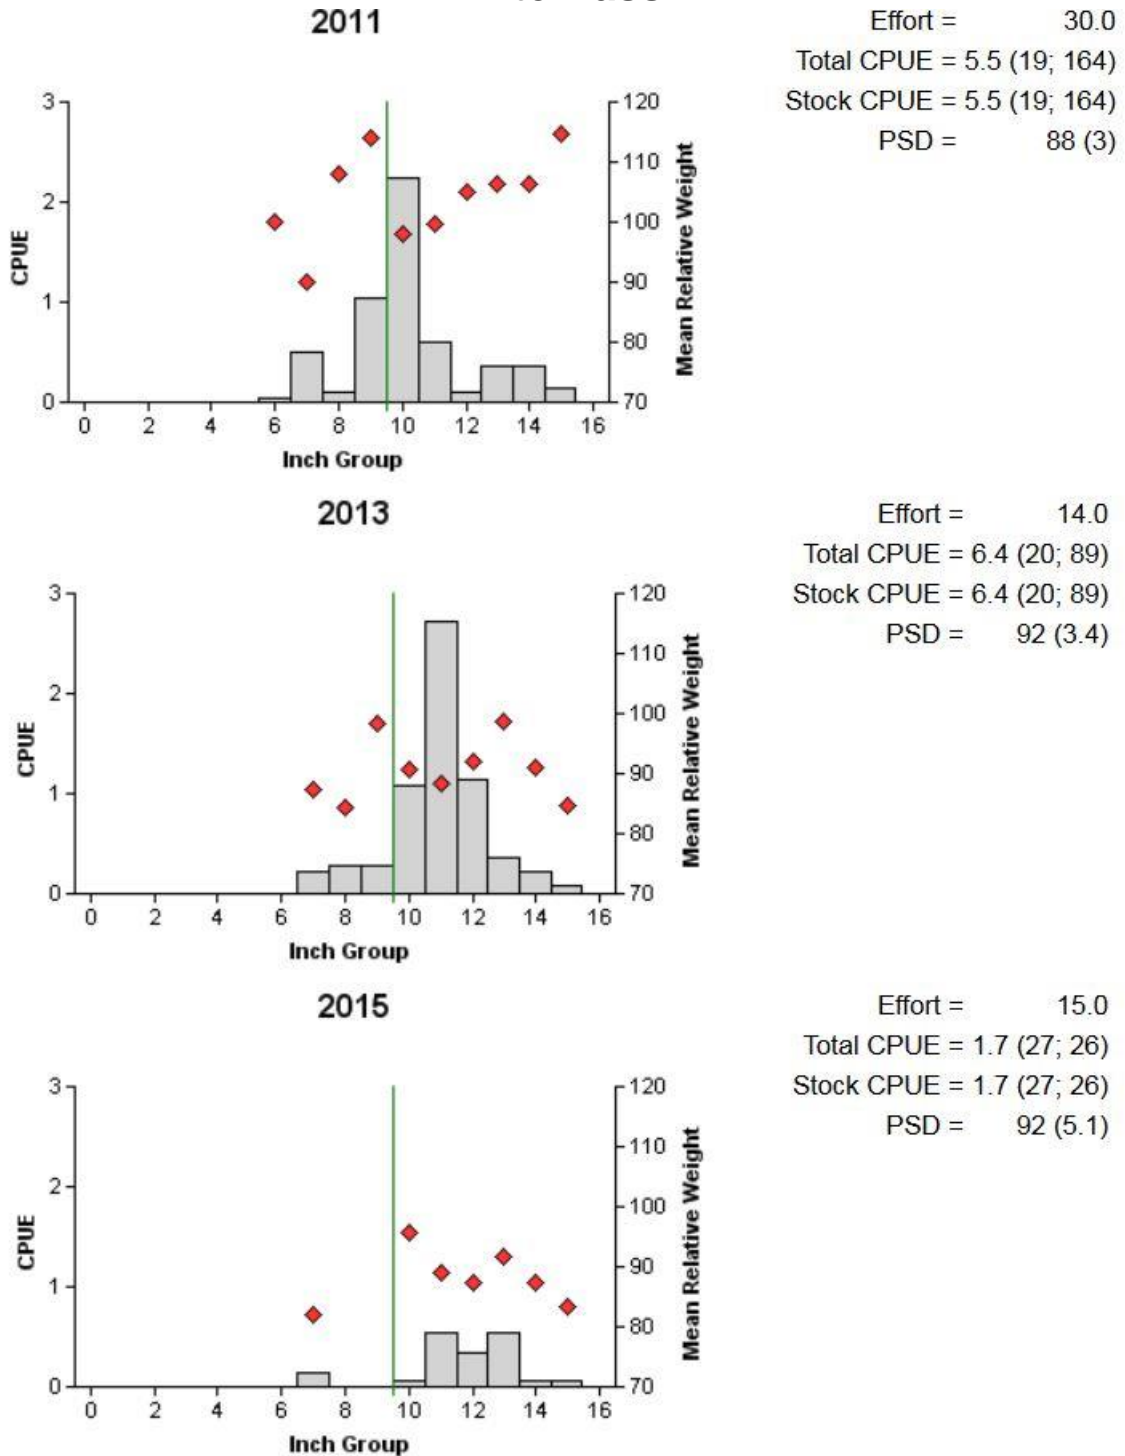 2011
Effort = 30.0
Total CPUE = 5.5 (19; 164)
Stock CPUE = 5.5 (19; 164)
PSD = 88 (3)
3
2
1
0
CPUE
120
110
100
90
80
70
Mean Relative Weight
0 2 4 6 8 10 12 14 16
Inch Group
2013
Effort = 14.0
Total CPUE = 6.4 (20; 89)
Stock CPUE = 6.4 (20; 89)
PSD = 92 (3.4)
3
2
1
0
CPUE
120
110
100
90
80
70
Mean Relative Weight
0 2 4 6 8 10 12 14 16
Inch Group
2015
Effort = 15.0
Total CPUE = 1.7 (27; 26)
Stock CPUE = 1.7 (27; 26)
PSD = 92 (5.1)
3
2
1
0
CPUE
120
110
100
90
80
70
Mean Relative Weight
0 2 4 6 8 10 12 14 16
Inch Group